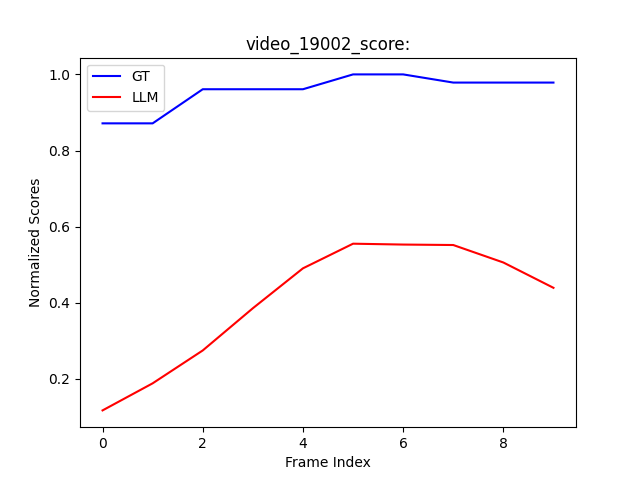 video_19002_score:
GT
LLM
1.0
0.8
0.6
0.4
0.2
Normalized Scores
0 2 4 6 8
Frame Index